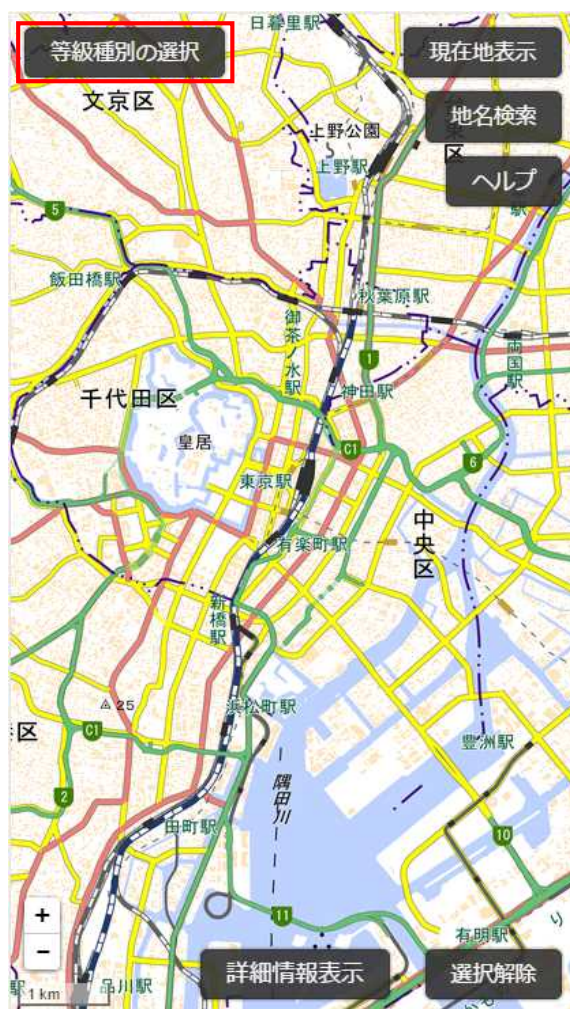 日暮里駅
等級種別の選択
現在地表示
文京区
地名検索
上野公園
区
上野駅
ヘルプ
駅
5
飯田橋駅
秋葉原駅
御茶ノ水駅
両国駅
1
千代田区
神田駅
皇居
C1
6
東京駅
中央区
有楽町駅
新橋駅
25
浜松町駅
区
C1
豊洲駅
隅田川
2
田町駅
10
+
11
有明駅
り
−
詳細情報表示
選択解除
駅
1 km
品川駅